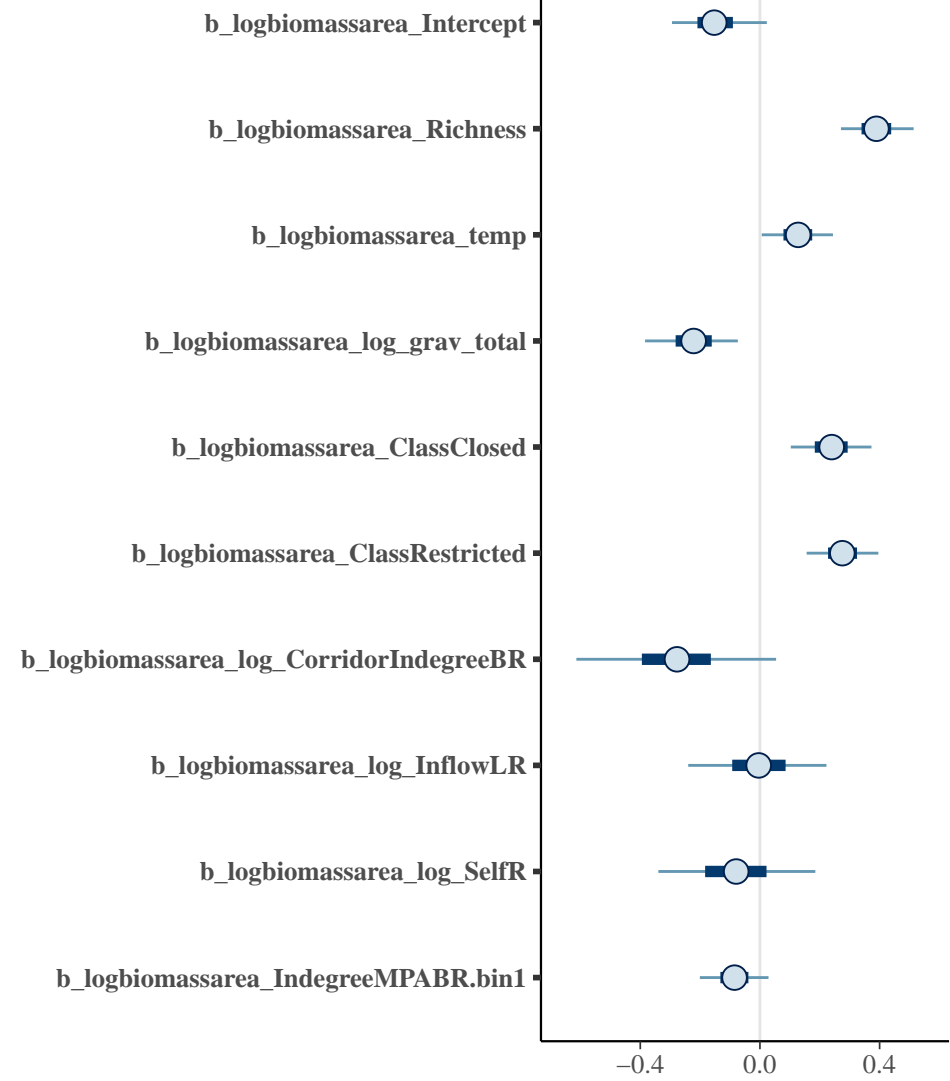 b_logbiomassarea_Intercept
b_logbiomassarea_Richness
b_logbiomassarea_temp
b_logbiomassarea_log_grav_total
b_logbiomassarea_ClassClosed
b_logbiomassarea_ClassRestricted
b_logbiomassarea_log_CorridorIndegreeBR
b_logbiomassarea_log_InflowLR
b_logbiomassarea_log_SelfR
b_logbiomassarea_IndegreeMPABR.bin1
−0.4 0.0 0.4